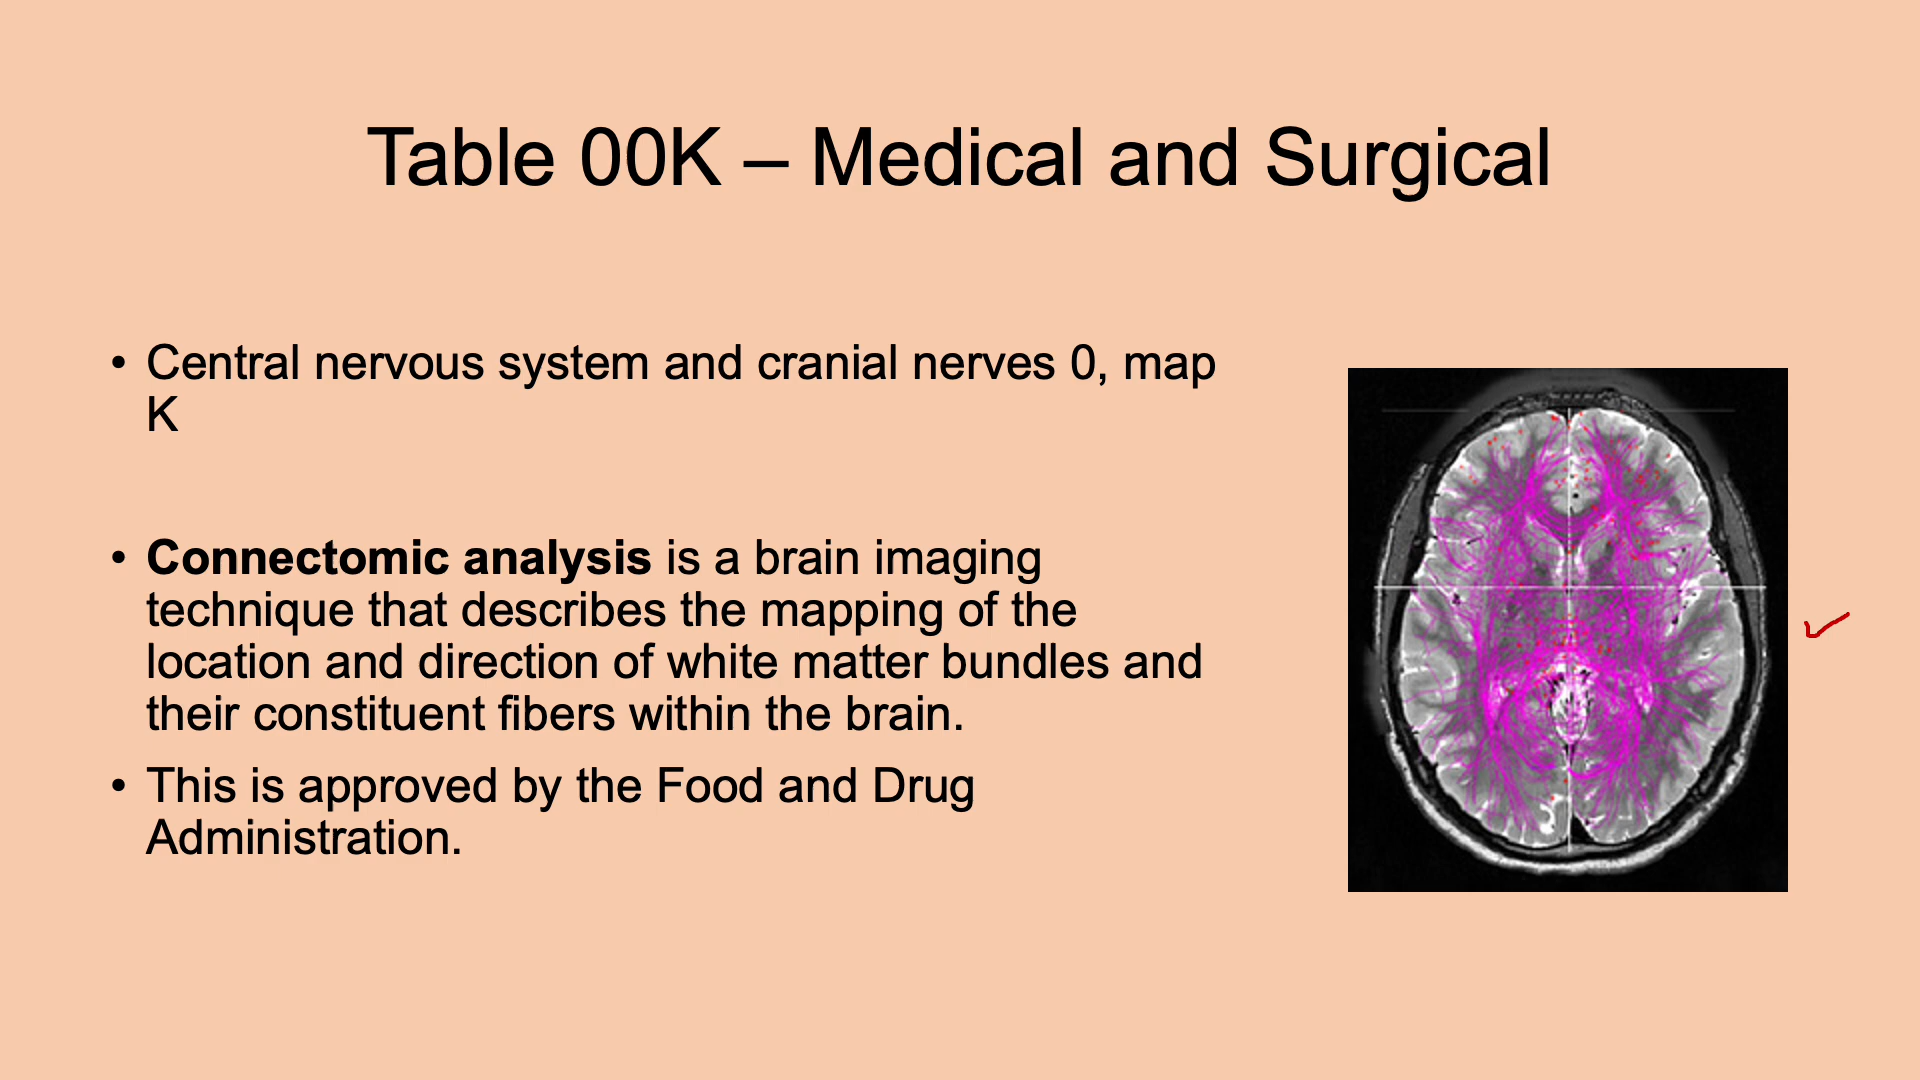 Table 00K – Medical and Surgical
• Central nervous system and cranial nerves 0, map
K
• Connectomic analysis is a brain imaging
technique that describes the mapping of the
location and direction of white matter bundles and
their constituent fibers within the brain.
• This is approved by the Food and Drug
Administration.